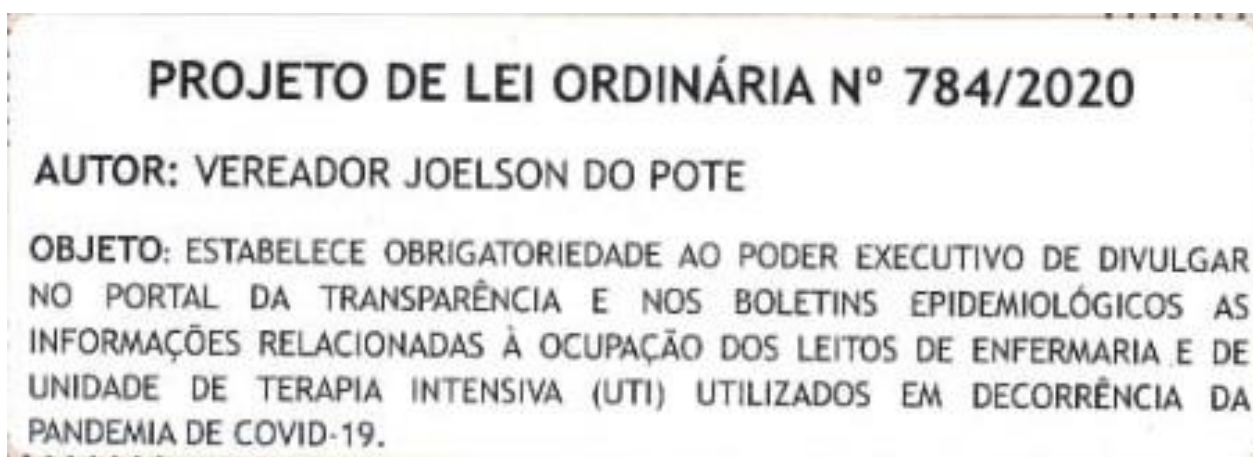 PROJETO DE LEI ORDINÁRIA Nº 784/2020
AUTOR: VEREADOR JOELSON DO POTE
OBJETO: ESTABELECE OBRIGATORIEDADE AO PODER EXECUTIVO DE DIVULGAR
NO PORTAL DA TRANSPARÊNCIA E NOS BOLETINS EPIDEMIOLÓGICOS AS
INFORMAÇÕES RELACIONADAS À OCUPAÇÃO DOS LEITOS DE ENFERMARIA E DE
UNIDADE DE TERAPIA INTENSIVA (UTI) UTILIZADOS EM DECORRÊNCIA DA
PANDEMIA DE COVID-19.